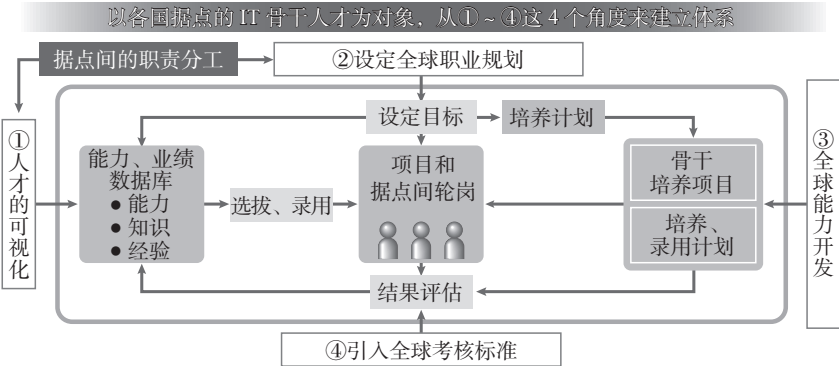 以各国据点的IT骨干人才为对象，从①~④这4个角度来建立体系
据点间的职责分工
②设定全球职业规划
①人才的可视化
设定目标
培养计划
③全球能力开发
能力、业绩
数据库
● 能力
● 知识
● 经验
选拔、录用
项目和
据点间轮岗
骨干
培养项目
培养、
录用计划
结果评估
④引入全球考核标准